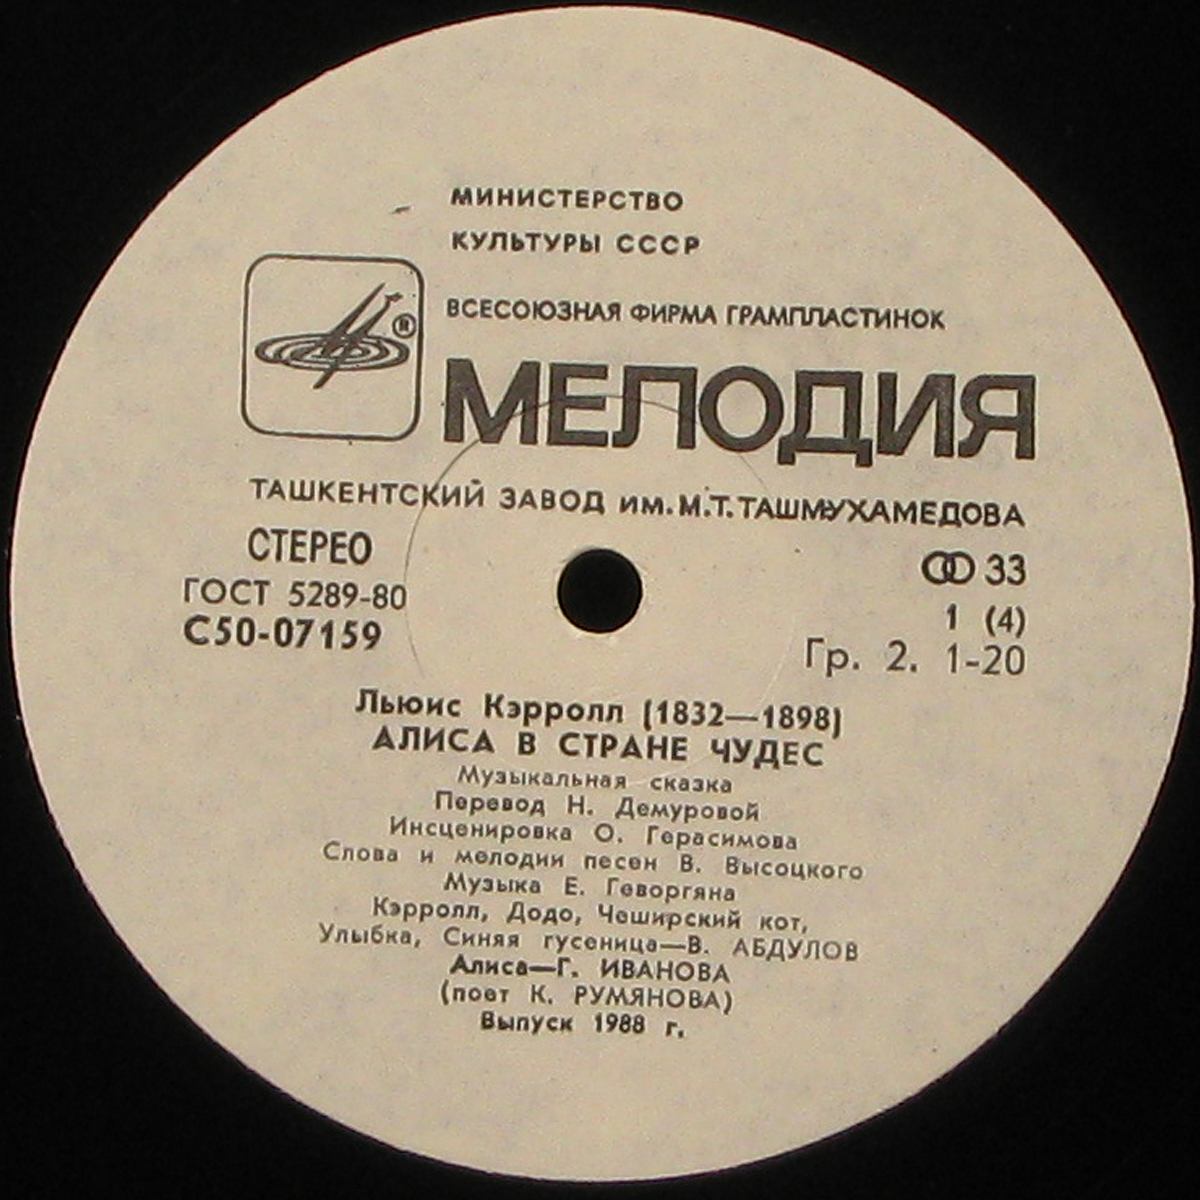 МИНИСТЕРСТВО
КУЛЬТУРЫ СССР
ВСЕСОЮЗНАЯ ФИРМА ГРАМПЛАСТИНОК
®
МЕЛОДИЯ
ТАШКЕНТСКИЙ ЗАВОД им. М.Т. ТАШМУХАМЕДОВА
СТЕРЕО
ГОСТ 5289-80
С50-07159
33
1 (4)
Гр. 2. 1-20
Льюис Кэрролл (1832—1898)
АЛИСА В СТРАНЕ ЧУДЕС
Музыкальная сказка
Перевод Н. Демуровой
Инсценировка О. Герасимова
Слова и мелодии песен В. Высоцкого
Музыка Е. Геворгяна
Кэрролл, Додо, Чеширский кот,
Улыбка, Синяя гусеница—В. АБДУЛОВ
Алиса—Г. ИВАНОВА
(поет К. РУМЯНОВА)
Выпуск 1988 г.